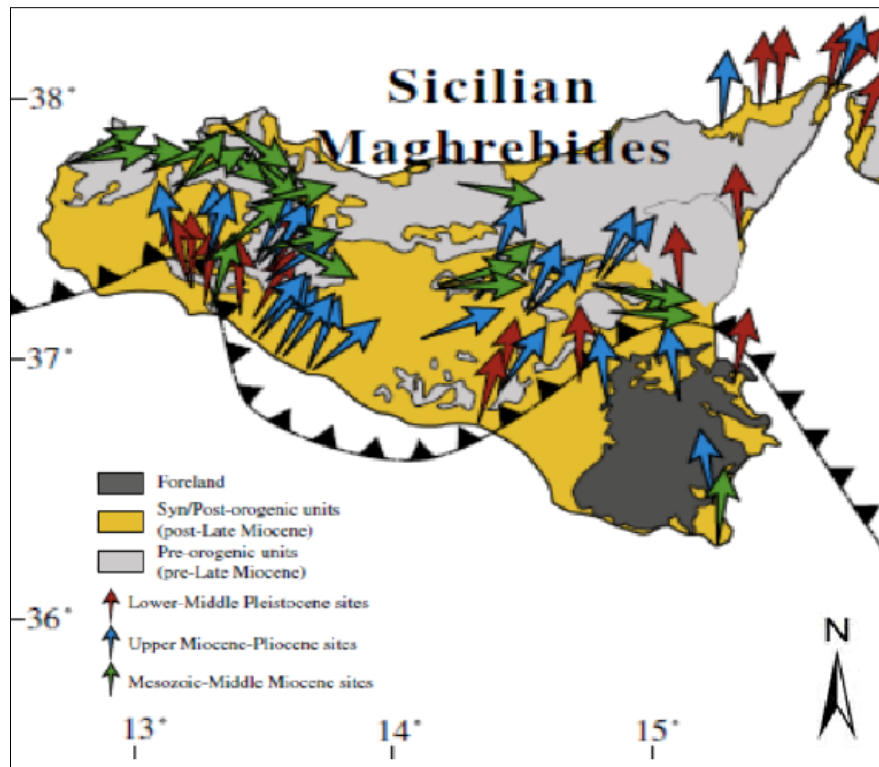 Sicilian
Maghrebides
38°
37°
36°
Foreland
Syn/Post-orogenic units
(post-Late Miocene)
Pre-orogenic units
(pre-Late Miocene)
Lower-Middle Pleistocene sites
Upper Miocene-Pliocene sites
Mesozoic-Middle Miocene sites
N
13° 14° 15°